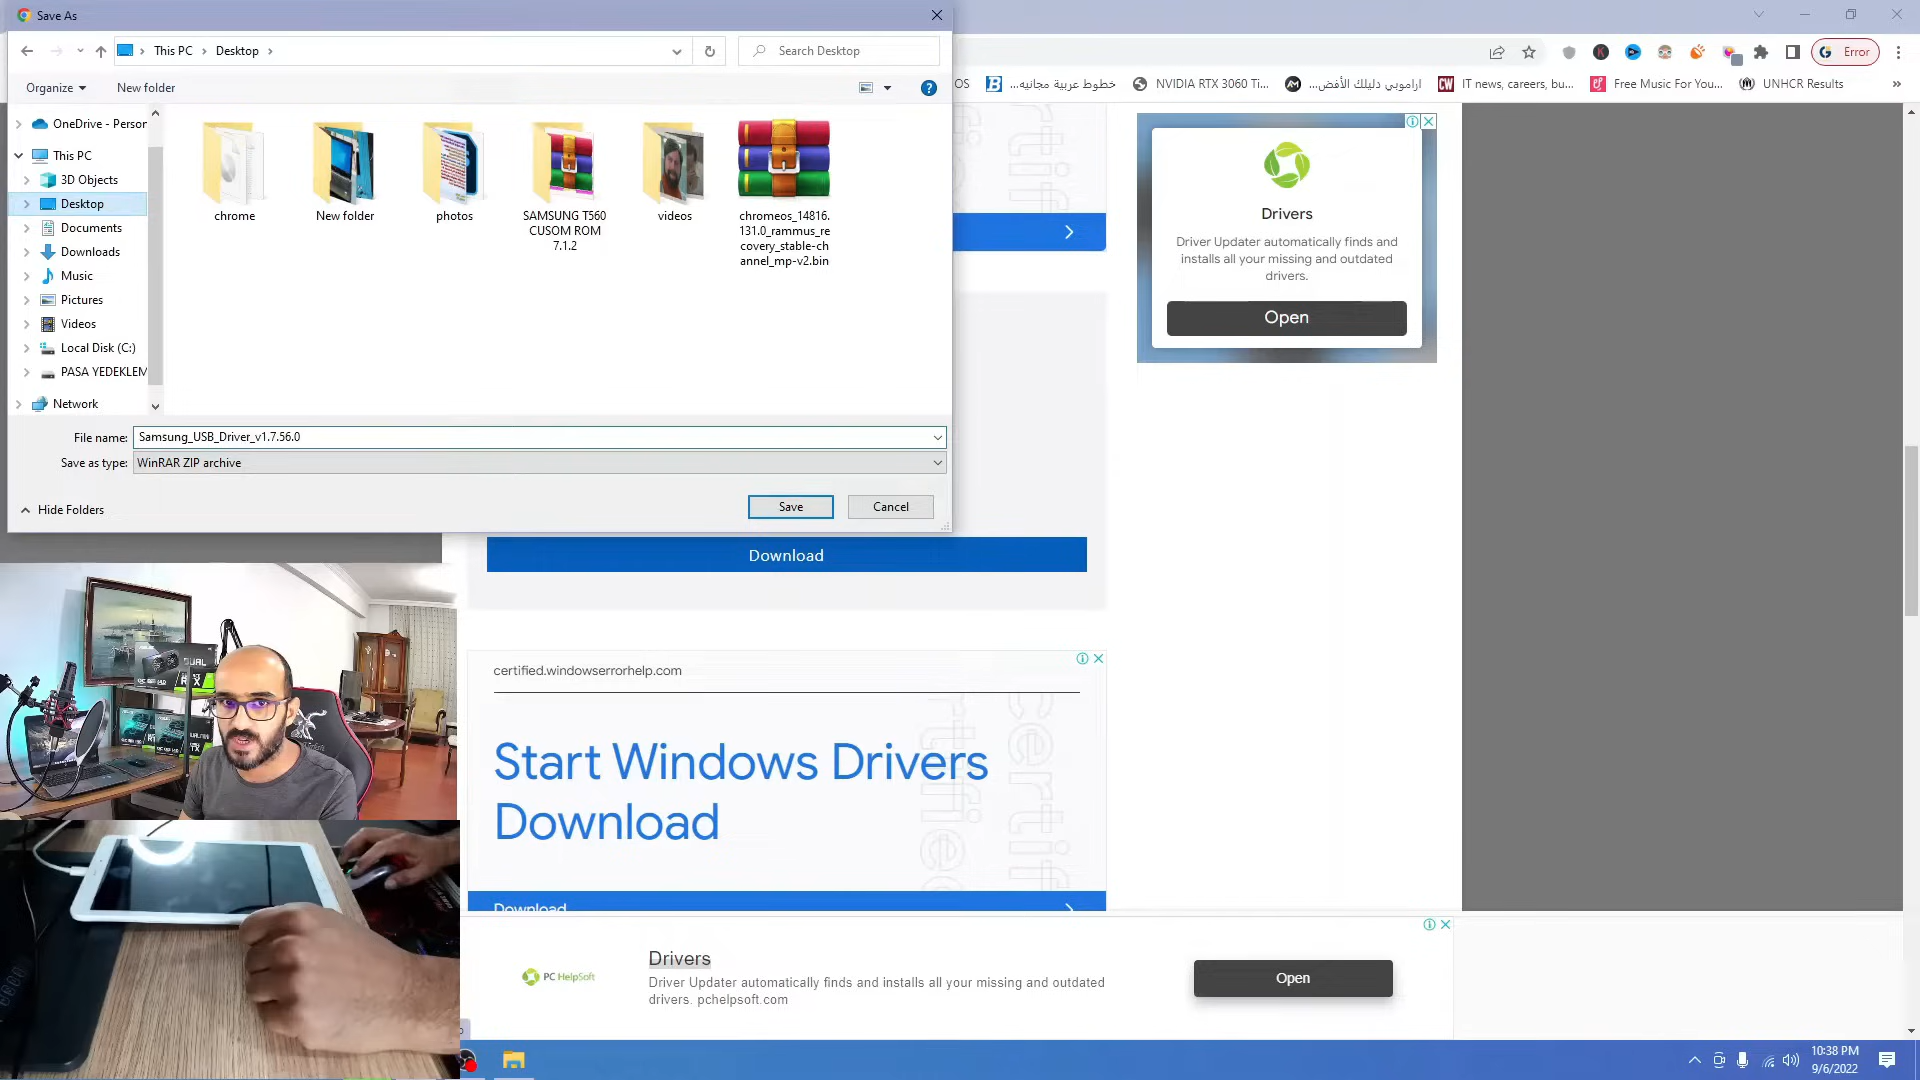 Save As
This PC
Desktop
Search Desktop
Organize
New folder
OneDrive - Person
This PC
3D Objects
Desktop
Documents
Downloads
Music
Pictures
Videos
Local Disk (C:)
PASA YEDEKLEM
Network
chrome
New folder
photos
SAMSUNG T560
CUSOM ROM
7.1.2
videos
chromeos_14816.
131.0_rammus_re
covery_stable-ch
annel_mp-v2.bin
File name:
Samsung_USB_Driver_v1.7.56.0
Save as type:
WinRAR ZIP archive
Hide Folders
Save
Cancel
Error
OS
خطوط عربية مجانيه...
NVIDIA RTX 3060 Ti...
اراموبي دليلك الأفض...
IT news, careers, bu...
Free Music For You...
UNHCR Results
Drivers
Driver Updater automatically finds and
installs all your missing and outdated
drivers.
Open
Download
certified.windowserrorhelp.com
Start Windows Drivers
Download
Download
PC HelpSoft
Drivers
Driver Updater automatically finds and installs all your missing and outdated
drivers. pchelpsoft.com
Open
10:38 PM
9/6/2022